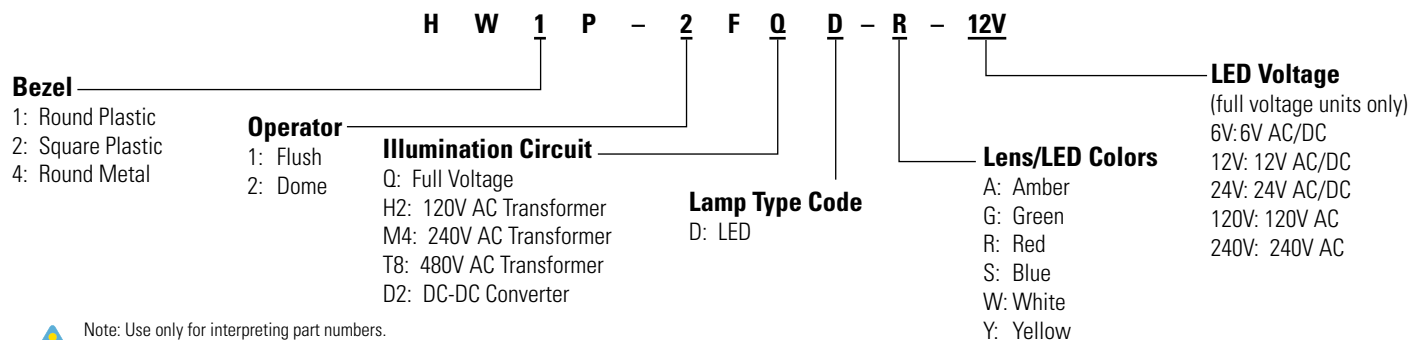 H W 1 P – 2 F Q D – R – 12V
Bezel
1: Round Plastic
2: Square Plastic
4: Round Metal
Operator
1: Flush
2: Dome
Illumination Circuit
Q: Full Voltage
H2: 120V AC Transformer
M4: 240V AC Transformer
T8: 480V AC Transformer
D2: DC-DC Converter
Lamp Type Code
D: LED
Lens/LED Colors
A: Amber
G: Green
R: Red
S: Blue
W: White
Y: Yellow
LED Voltage
(full voltage units only)
6V: 6V AC/DC
12V: 12V AC/DC
24V: 24V AC/DC
120V: 120V AC
240V: 240V AC
Note: Use only for interpreting part numbers.